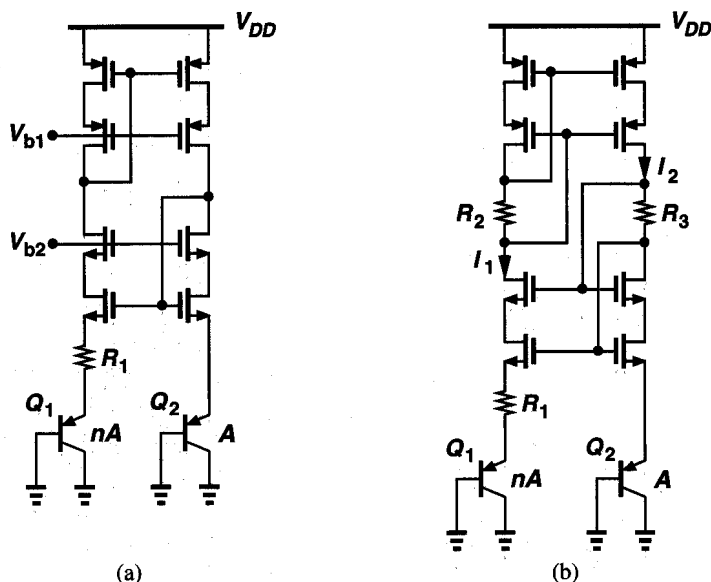 V_DD
V_b1
V_b2
R_1
Q_1
nA
Q_2
A
(a)
V_DD
I_2
R_2
R_3
I_1
R_1
Q_1
nA
Q_2
A
(b)